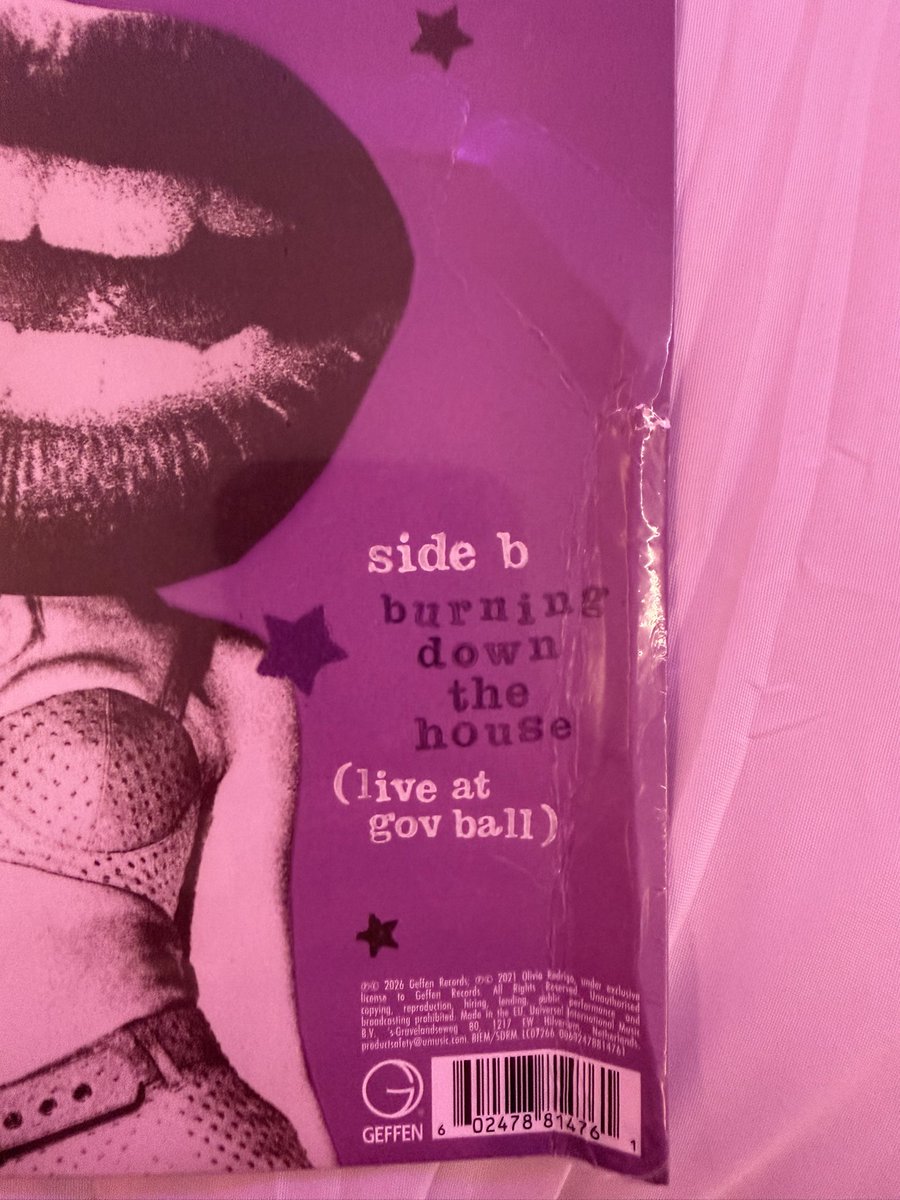 side b
burning
down
the
house
(live at
gov ball)
℗© 2026 Geffen Records, ℗© 2021 Olivia Rodrigo, under exclusive
license to Geffen Records. All Rights Reserved. Unauthorised
copying, reproduction, hiring, lending, public performance and
broadcasting prohibited. Made in the EU. Universal International Music
B.V. 's-Gravelandseweg 80, 1217 EW Hilversum, Netherlands.
productsafety@umusic.com. BIEM/SDRM. LC07266. 00602478814761
GEFFEN
6 02478 81476 1